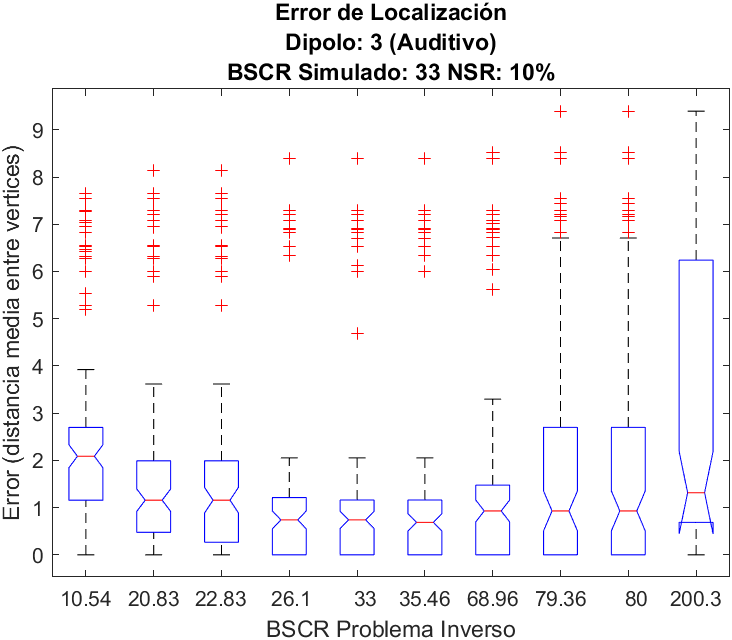 Error de Localización
Dipolo: 3 (Auditivo)
BSCR Simulado: 33 NSR: 10%
Error (distancia media entre vertices)
9
8
7
6
5
4
3
2
1
0
10.54 20.83 22.83 26.1 33 35.46 68.96 79.36 80 200.3
BSCR Problema Inverso